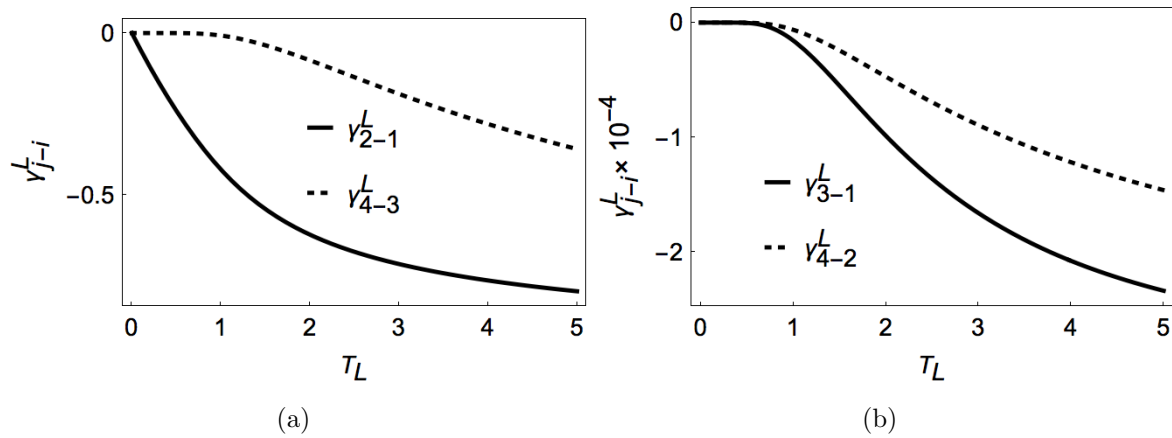 0
-0.5
γ^L_{j-i}
γ^L_{2-1}
γ^L_{4-3}
0 1 2 3 4 5
T_L
(a)
0
-1
-2
γ^L_{j-i} × 10^{-4}
γ^L_{3-1}
γ^L_{4-2}
0 1 2 3 4 5
T_L
(b)